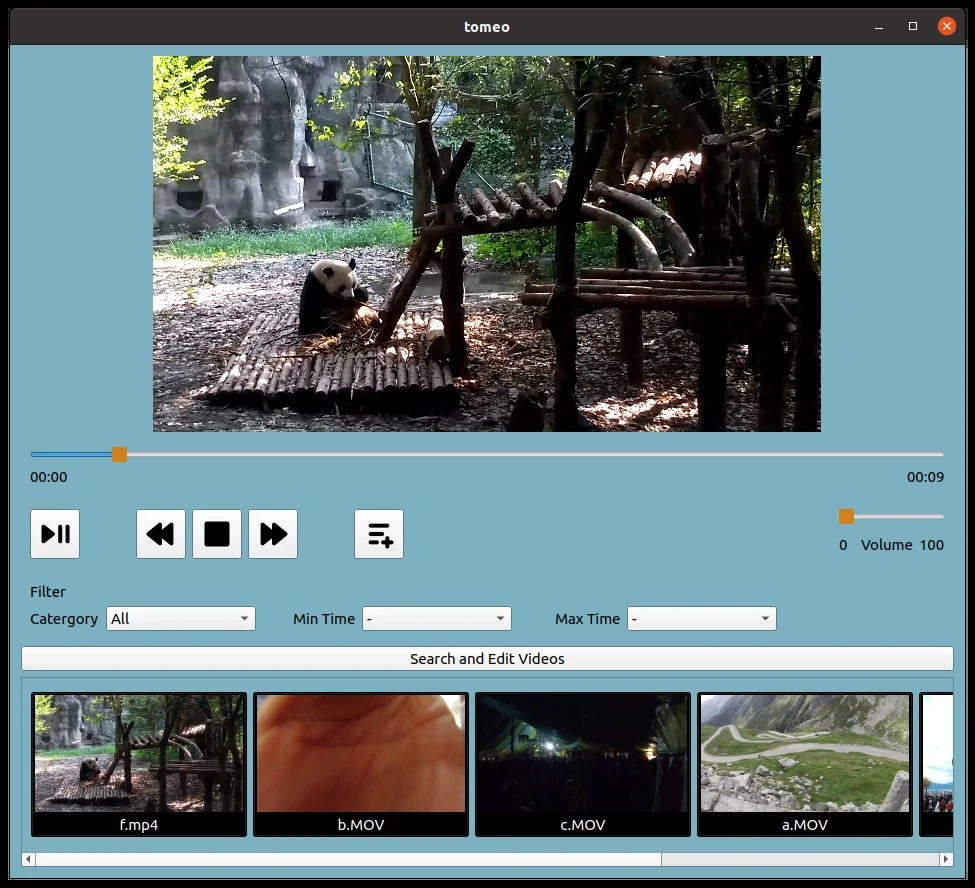 tomeo
00:00 00:09
0 Volume 100
Filter
Catergory All Min Time - Max Time -
Search and Edit Videos
f.mp4 b.MOV c.MOV a.MOV